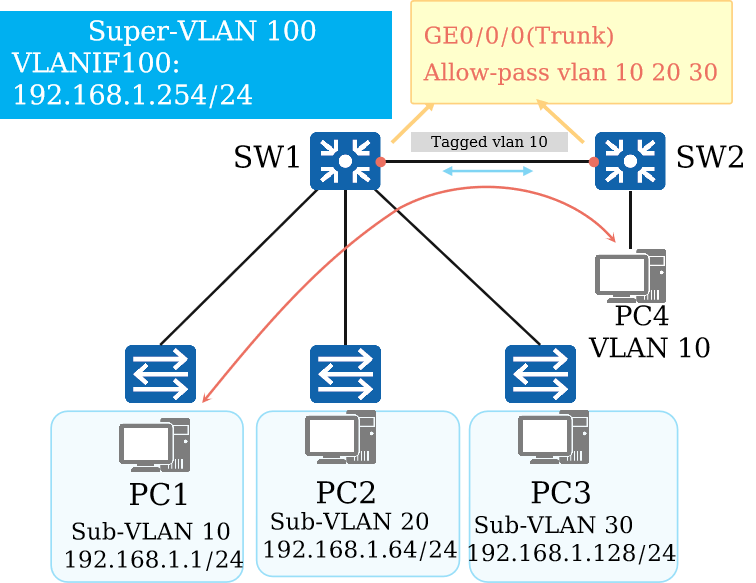 Super-VLAN 100
VLANIF100:
192.168.1.254/24
GE0/0/0(Trunk)
Allow-pass vlan 10 20 30
SW1
Tagged vlan 10
SW2
PC4
VLAN 10
PC1
Sub-VLAN 10
192.168.1.1/24
PC2
Sub-VLAN 20
192.168.1.64/24
PC3
Sub-VLAN 30
192.168.1.128/24